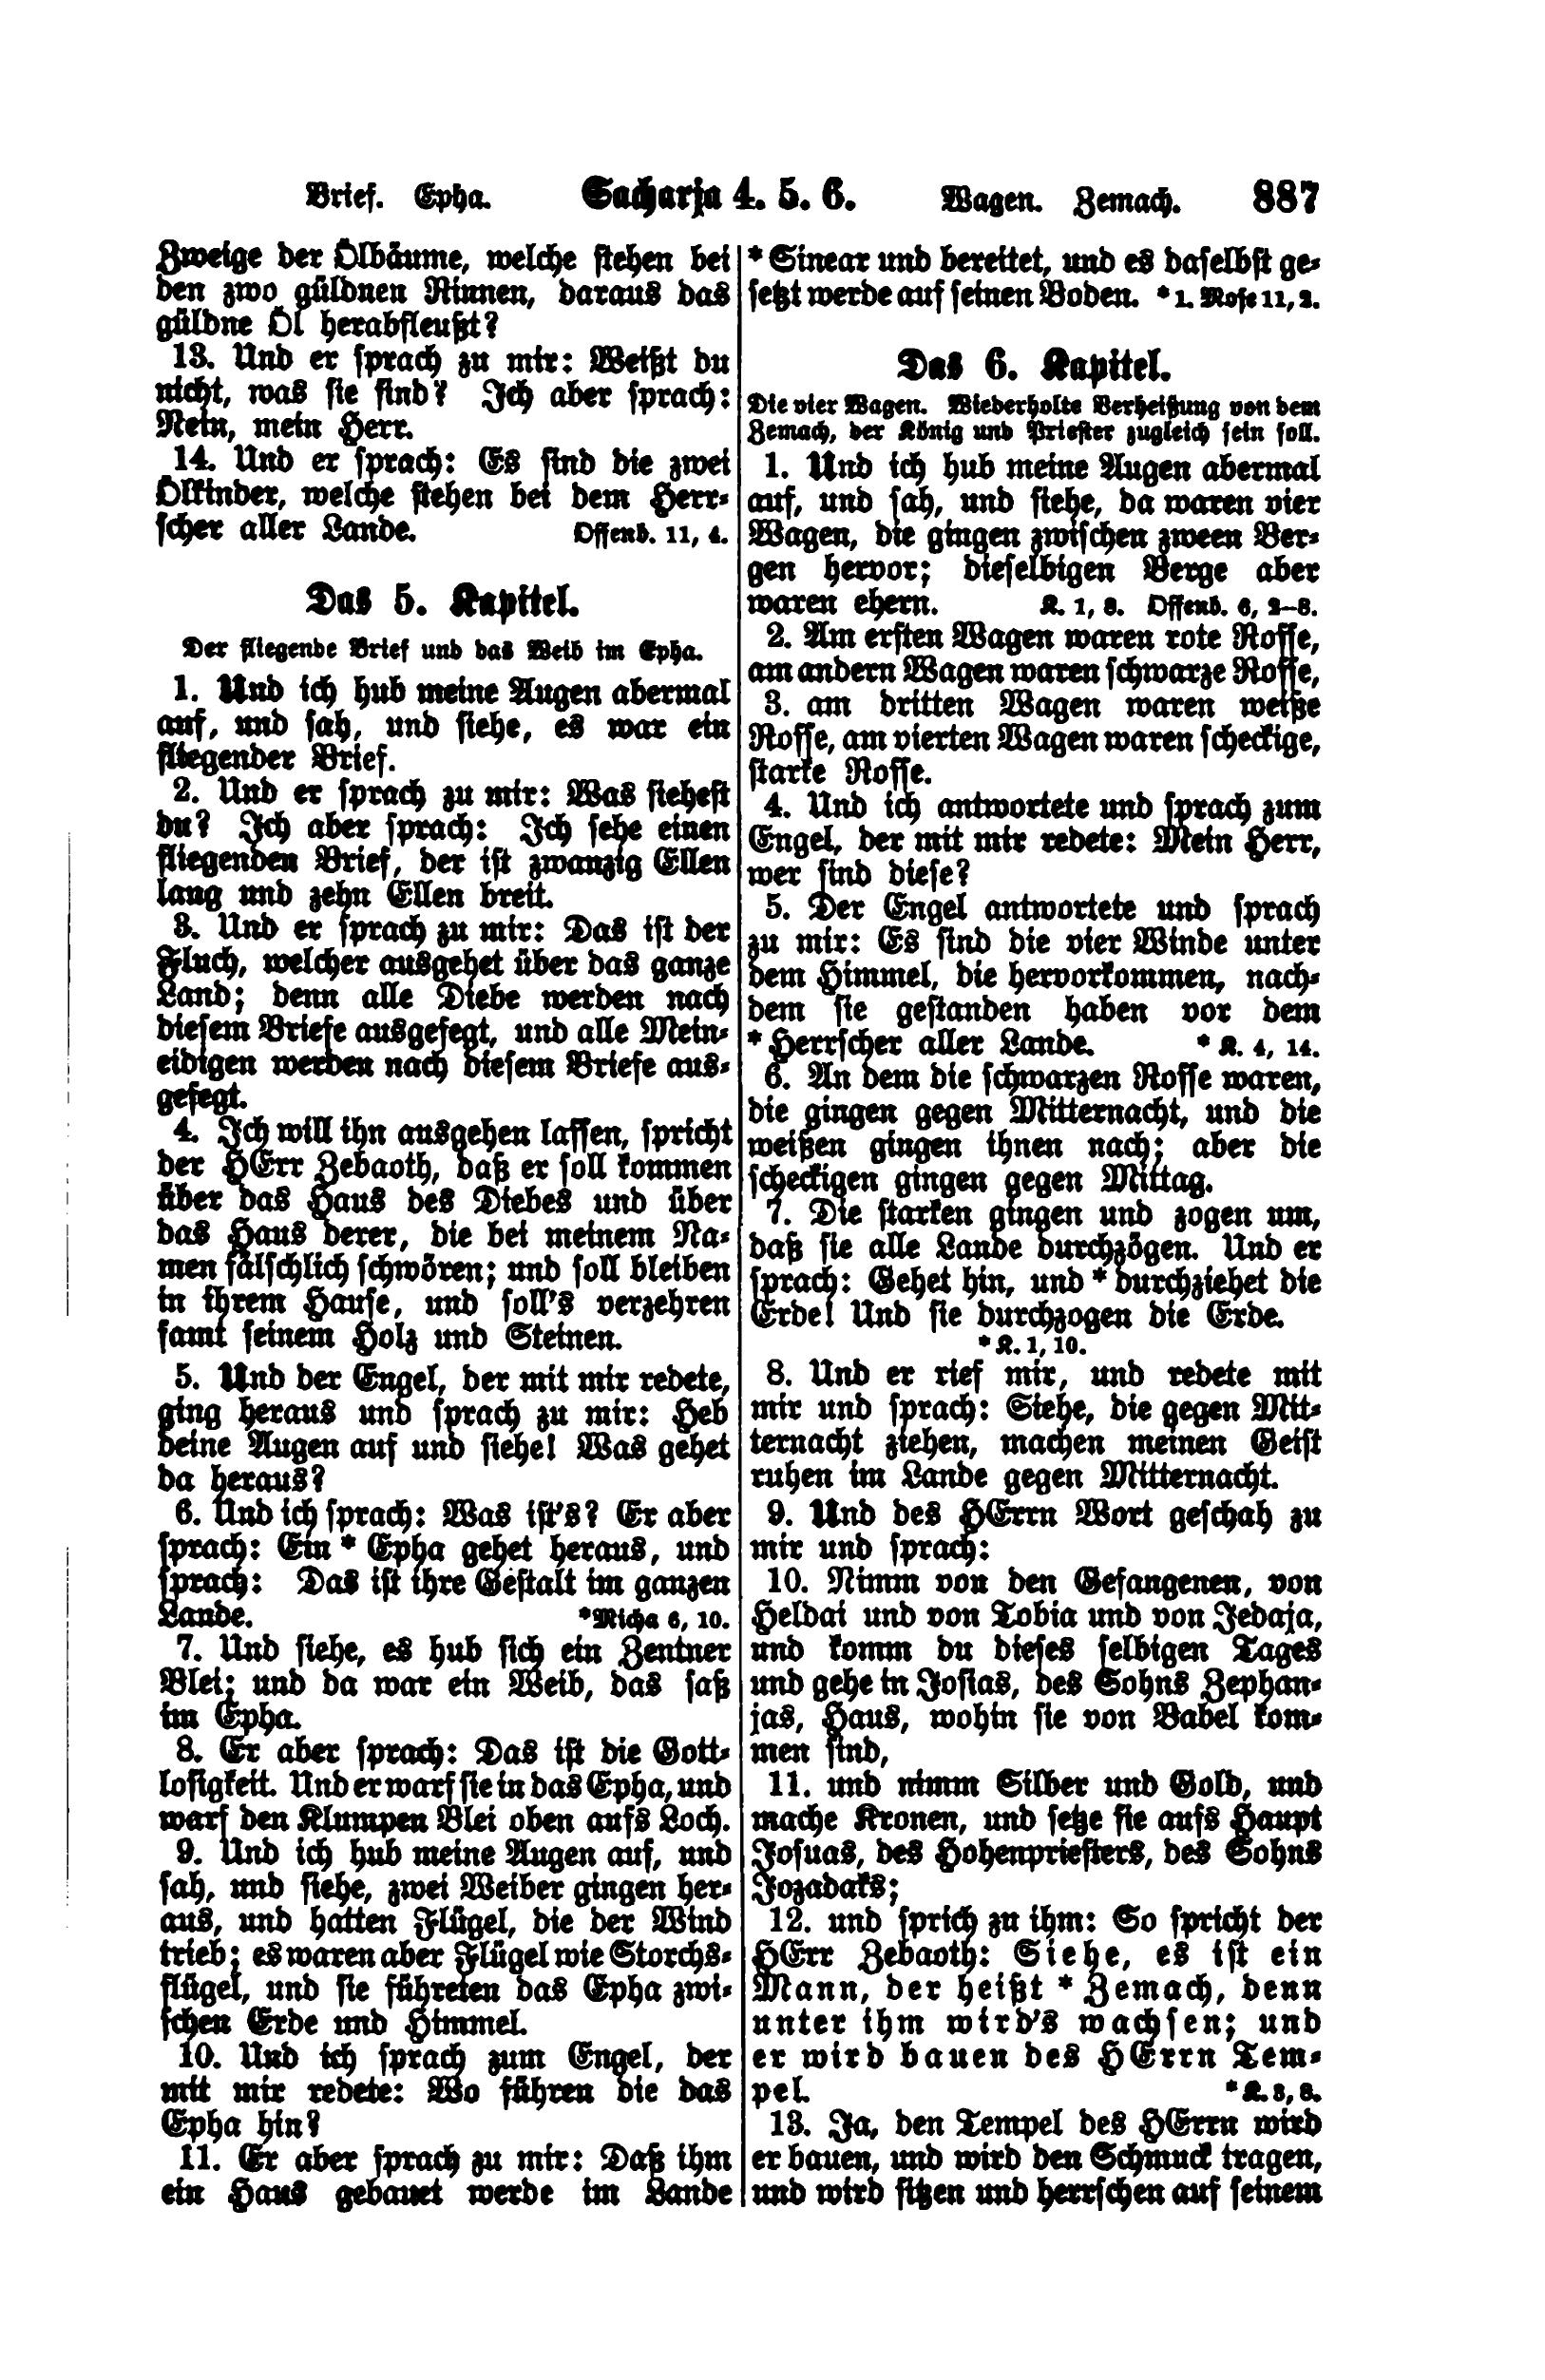 Brief. Epha. Sacharja 4. 5. 6. Wagen. Zemach. 887
Zweige der Ölbäume, welche stehen bei
den zwo güldnen Rinnen, daraus das
güldne Öl herabfleußt?
13. Und er sprach zu mir: Weißt du
nicht, was sie sind? Ich aber sprach:
Nein, mein Herr.
14. Und er sprach: Es sind die zwei
Ölkinder, welche stehen bei dem Herr-
scher aller Lande. Offenb. 11, 4.
Das 5. Kapitel.
Der fliegende Brief und das Weib im Epha.
1. Und ich hub meine Augen abermal
auf, und sah, und siehe, es war ein
fliegender Brief.
2. Und er sprach zu mir: Was siehest
du? Ich aber sprach: Ich sehe einen
fliegenden Brief, der ist zwanzig Ellen
lang und zehn Ellen breit.
3. Und er sprach zu mir: Das ist der
Fluch, welcher ausgehet über das ganze
Land; denn alle Diebe werden nach
diesem Briefe ausgefegt, und alle Mein-
eidigen werden nach diesem Briefe aus-
gefegt.
4. Ich will ihn ausgehen lassen, spricht
der HErr Zebaoth, daß er soll kommen
über das Haus des Diebes und über
das Haus derer, die bei meinem Na-
men fälschlich schwören; und soll bleiben
in ihrem Hause, und soll's verzehren
samt seinem Holz und Steinen.
5. Und der Engel, der mit mir redete,
ging heraus und sprach zu mir: Heb
deine Augen auf und siehe! Was gehet
da heraus?
6. Und ich sprach: Was ist's? Er aber
sprach: Ein * Epha gehet heraus, und
sprach: Das ist ihre Gestalt im ganzen
Lande. *Micha 6, 10.
7. Und siehe, es hub sich ein Zentner
Blei; und da war ein Weib, das saß
im Epha.
8. Er aber sprach: Das ist die Gott-
losigkeit. Und er warf sie in das Epha, und
warf den Klumpen Blei oben aufs Loch.
9. Und ich hub meine Augen auf, und
sah, und siehe, zwei Weiber gingen her-
aus, und hatten Flügel, die der Wind
trieb; es waren aber Flügel wie Storchs-
flügel, und sie führeten das Epha zwi-
schen Erde und Himmel.
10. Und ich sprach zum Engel, der
mit mir redete: Wo führen die das
Epha hin?
11. Er aber sprach zu mir: Daß ihm
ein Haus gebauet werde im Lande
* Sinear und bereitet, und es daselbst ge-
setzt werde auf seinen Boden. *1. Mose 11, 2.
Das 6. Kapitel.
Die vier Wagen. Wiederholte Verheißung von dem
Zemach, der König und Priester zugleich sein soll.
1. Und ich hub meine Augen abermal
auf, und sah, und siehe, da waren vier
Wagen, die gingen zwischen zween Ber-
gen hervor; dieselbigen Berge aber
waren ehern. K. 1, 8. Offenb. 6, 2-8.
2. Am ersten Wagen waren rote Rosse,
am andern Wagen waren schwarze Rosse,
3. am dritten Wagen waren weiße
Rosse, am vierten Wagen waren scheckige,
starke Rosse.
4. Und ich antwortete und sprach zum
Engel, der mit mir redete: Mein Herr,
wer sind diese?
5. Der Engel antwortete und sprach
zu mir: Es sind die vier Winde unter
dem Himmel, die hervorkommen, nach-
dem sie gestanden haben vor dem
* Herrscher aller Lande. * K. 4, 14.
6. An dem die schwarzen Rosse waren,
die gingen gegen Mitternacht, und die
weißen gingen ihnen nach; aber die
scheckigen gingen gegen Mittag.
7. Die starken gingen und zogen um,
daß sie alle Lande durchzögen. Und er
sprach: Gehet hin, und * durchziehet die
Erde! Und sie durchzogen die Erde.
*K. 1, 10.
8. Und er rief mir, und redete mit
mir und sprach: Siehe, die gegen Mit-
ternacht ziehen, machen meinen Geist
ruhen im Lande gegen Mitternacht.
9. Und des HErrn Wort geschah zu
mir und sprach:
10. Nimm von den Gefangenen, von
Heldai und von Tobia und von Jedaja,
und komm du dieses selbigen Tages
und gehe in Josias, des Sohns Zephan-
jas, Haus, wohin sie von Babel kom-
men sind,
11. und nimm Silber und Gold, und
mache Kronen, und setze sie aufs Haupt
Josuas, des Hohenpriesters, des Sohns
Jozadaks;
12. und sprich zu ihm: So spricht der
HErr Zebaoth: Siehe, es ist ein
Mann, der heißt * Zemach, denn
unter ihm wird's wachsen; und
er wird bauen des HErrn Tem-
pel. *K. 3, 8.
13. Ja, den Tempel des HErrn wird
er bauen, und wird den Schmuck tragen,
und wird sitzen und herrschen auf seinem